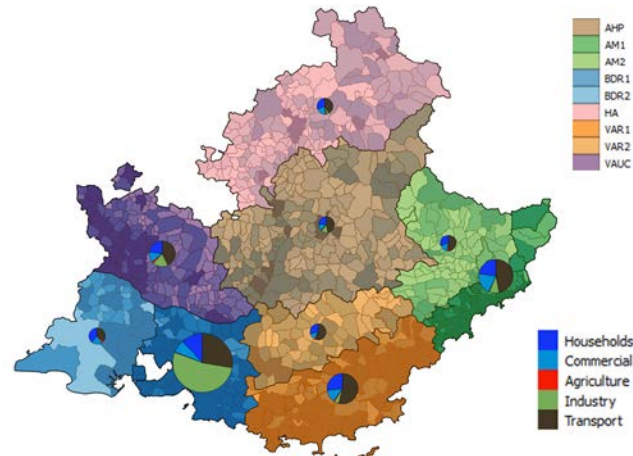 AHP
AM1
AM2
BDR1
BDR2
HA
VAR1
VAR2
VAUC
Households
Commercial
Agriculture
Industry
Transport